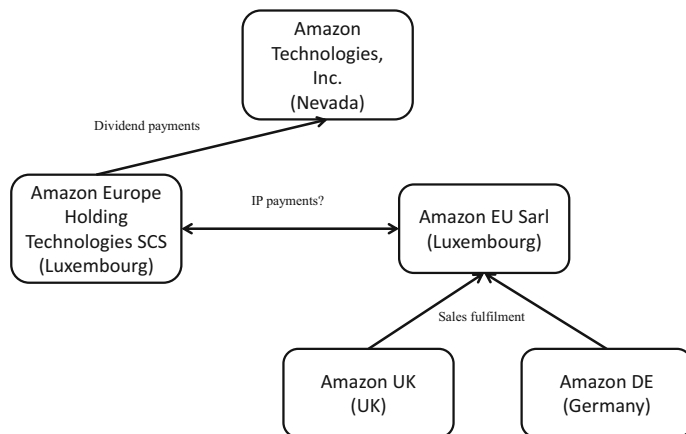 Amazon
Technologies,
Inc.
(Nevada)
Dividend payments
Amazon Europe
Holding
Technologies SCS
(Luxembourg)
IP payments?
Amazon EU Sarl
(Luxembourg)
Sales fulfilment
Amazon UK
(UK)
Amazon DE
(Germany)